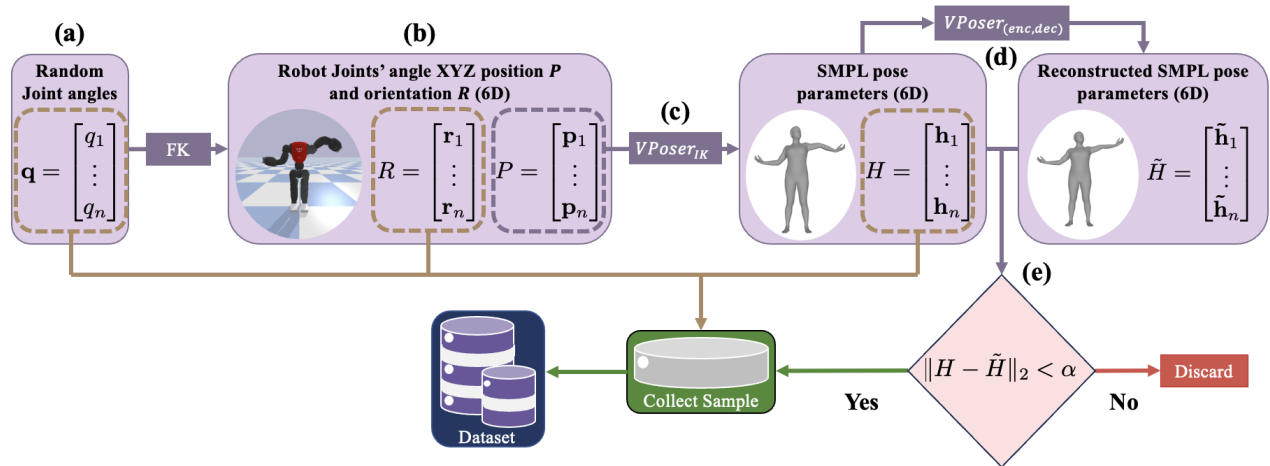 (a)
Random
Joint angles
q = [q₁ ⋮ qₙ]
FK
(b)
Robot Joints' angle XYZ position P
and orientation R (6D)
R = [r₁ ⋮ rₙ]
P = [p₁ ⋮ pₙ]
(c)
VPoser_IK
SMPL pose
parameters (6D)
H = [h₁ ⋮ hₙ]
VPoser_(enc,dec)
(d)
Reconstructed SMPL pose
parameters (6D)
H̃ = [h̃₁ ⋮ h̃ₙ]
(e)
‖H − H̃‖₂ < α
Yes
No
Discard
Collect Sample
Dataset